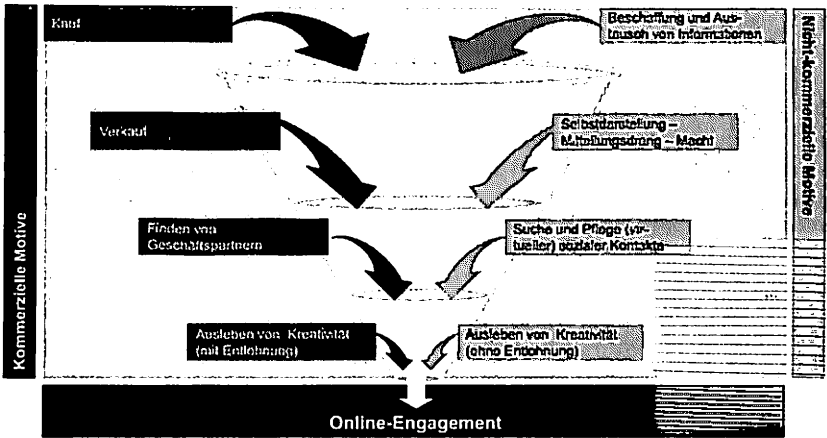 Kauf
Beschaffung und Aus-
tausch von Informationen
Verkauf
Selbstdarstellung –
Mitteilungsdrang – Macht
Finden von
Geschäftspartnern
Suche und Pflege (vir-
tueller) sozialer Kontakte
Ausleben von Kreativität
(mit Entlohnung)
Ausleben von Kreativität
(ohne Entlohnung)
Kommerzielle Motive
Nicht-kommerzielle Motive
Online-Engagement